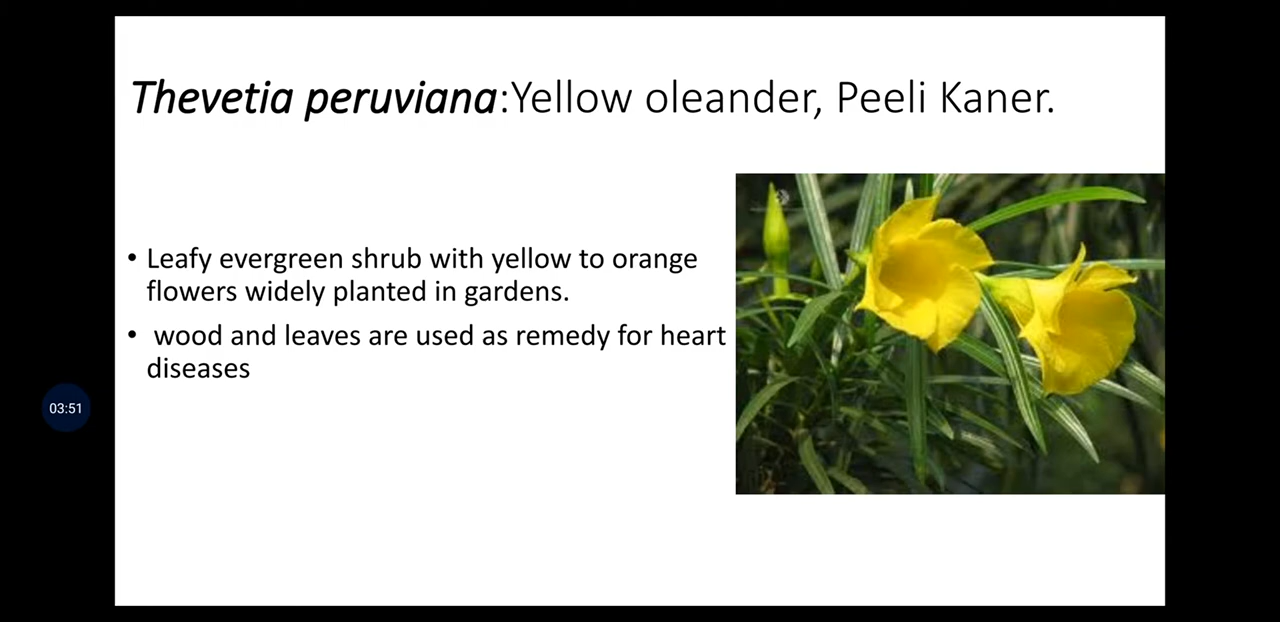 Thevetia peruviana:Yellow oleander, Peeli Kaner.
• Leafy evergreen shrub with yellow to orange
flowers widely planted in gardens.
• wood and leaves are used as remedy for heart
diseases
03:51